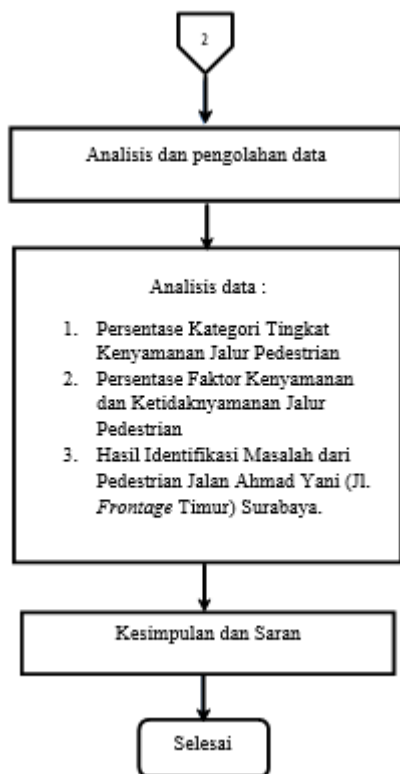 2
Analisis dan pengolahan data
Analisis data :
1. Persentase Kategori Tingkat
Kenyamanan Jalur Pedestrian
2. Persentase Faktor Kenyamanan
dan Ketidaknyamanan Jalur
Pedestrian
3. Hasil Identifikasi Masalah dari
Pedestrian Jalan Ahmad Yani (Jl.
Frontage Timur) Surabaya.
Kesimpulan dan Saran
Selesai